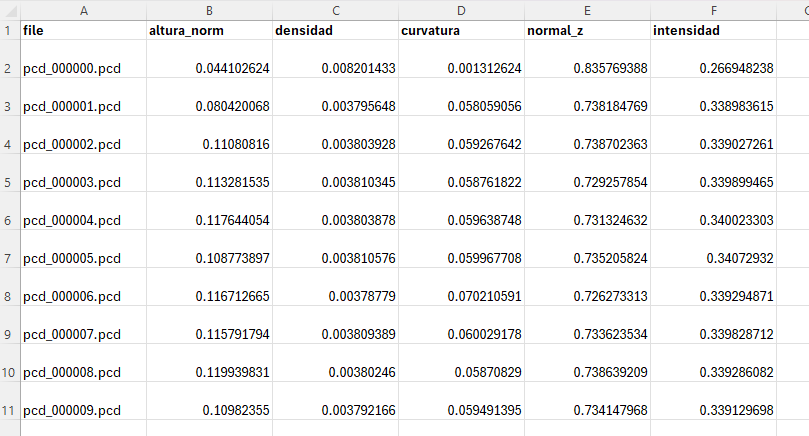 A B C D E F
1 file altura_norm densidad curvatura normal_z intensidad
2 pcd_000000.pcd 0.044102624 0.008201433 0.001312624 0.835769388 0.266948238
3 pcd_000001.pcd 0.080420068 0.003795648 0.058059056 0.738184769 0.338983615
4 pcd_000002.pcd 0.11080816 0.003803928 0.059267642 0.738702363 0.339027261
5 pcd_000003.pcd 0.113281535 0.003810345 0.058761822 0.729257854 0.339899465
6 pcd_000004.pcd 0.117644054 0.003803878 0.059638748 0.731324632 0.340023303
7 pcd_000005.pcd 0.108773897 0.003810576 0.059967708 0.735205824 0.34072932
8 pcd_000006.pcd 0.116712665 0.00378779 0.070210591 0.726273313 0.339294871
9 pcd_000007.pcd 0.115791794 0.003809389 0.060029178 0.733623534 0.339828712
10 pcd_000008.pcd 0.119939831 0.00380246 0.05870829 0.738639209 0.339286082
11 pcd_000009.pcd 0.10982355 0.003792166 0.059491395 0.734147968 0.339129698